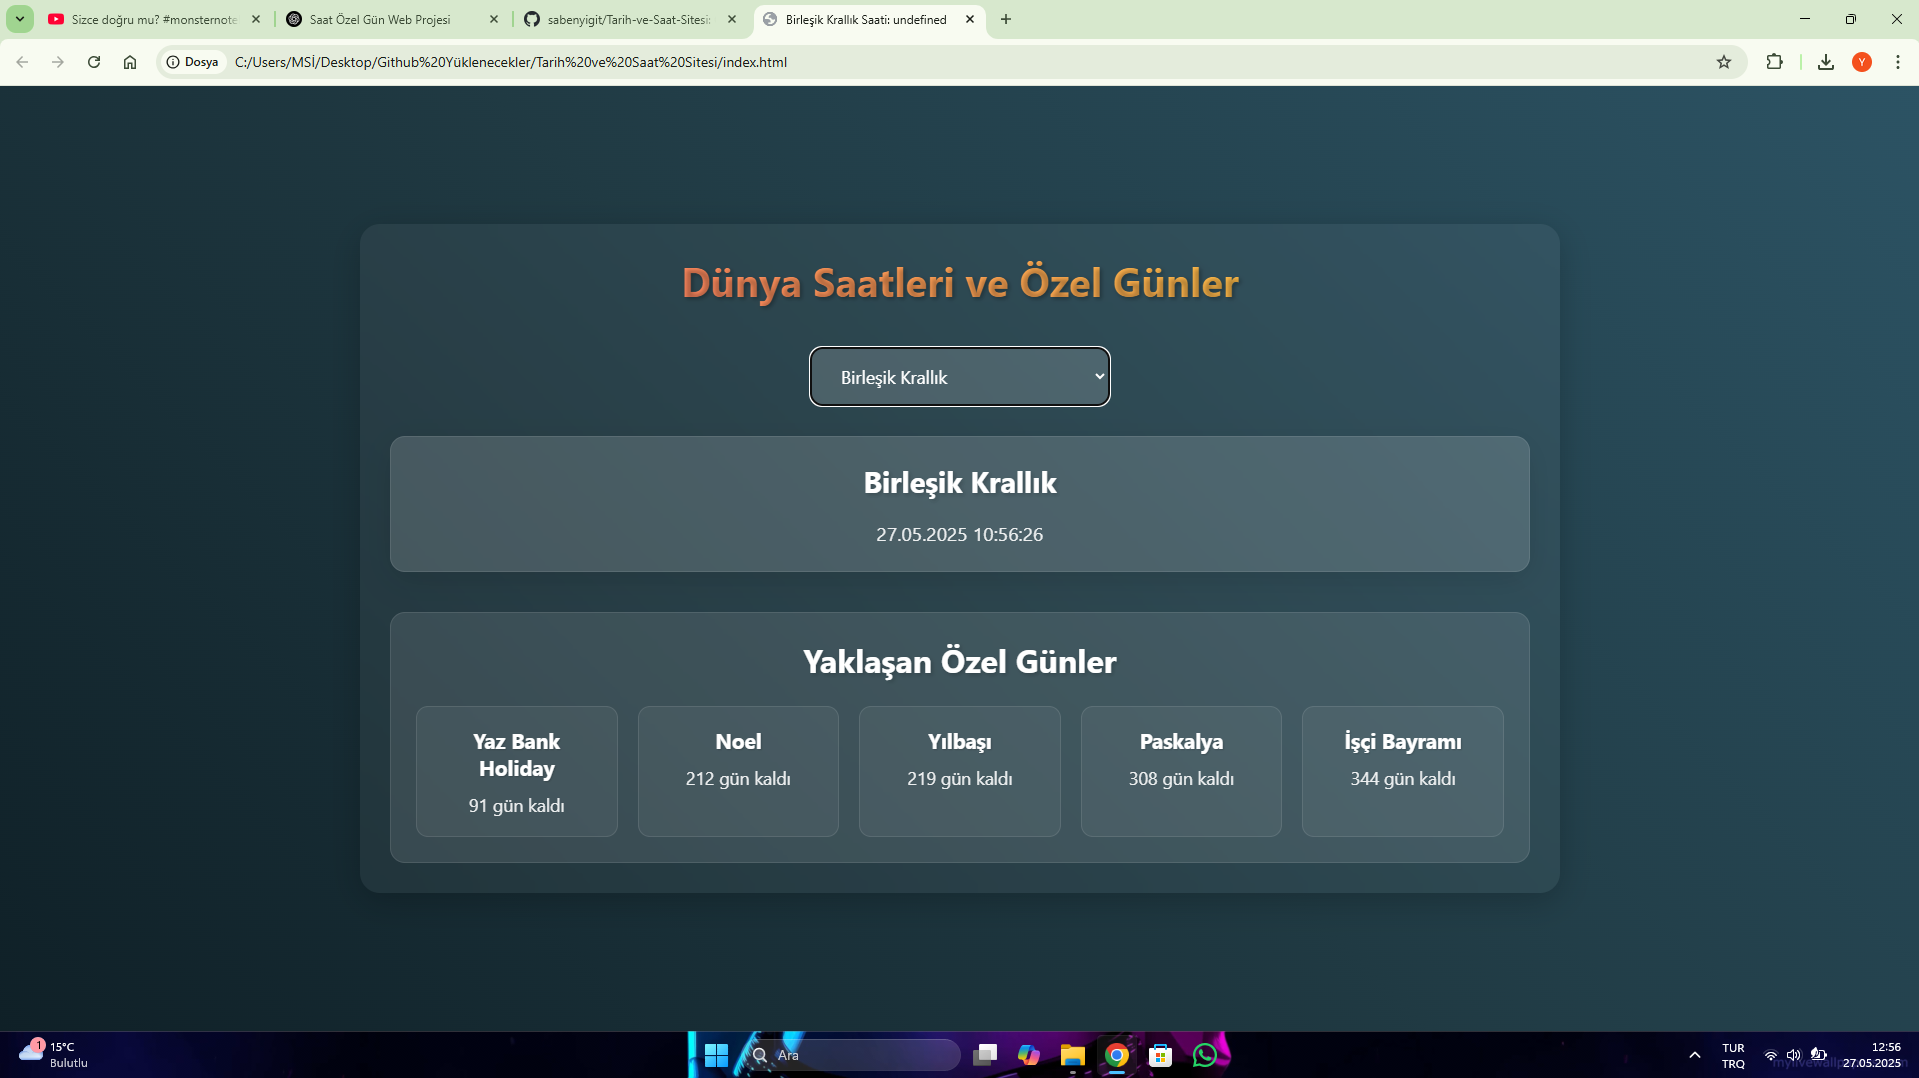 Sizce doğru mu? #monsternote
Saat Özel Gün Web Projesi
sabenyigit/Tarih-ve-Saat-Sitesi:
Birleşik Krallık Saati: undefined
Dosya
C:/Users/MSİ/Desktop/Github%20Yüklenecekler/Tarih%20ve%20Saat%20Sitesi/index.html
Y
Dünya Saatleri ve Özel Günler
Birleşik Krallık
Birleşik Krallık
27.05.2025 10:56:26
Yaklaşan Özel Günler
Yaz Bank
Holiday
91 gün kaldı
Noel
212 gün kaldı
Yılbaşı
219 gün kaldı
Paskalya
308 gün kaldı
İşçi Bayramı
344 gün kaldı
1
15°C
Bulutlu
Ara
TUR
TRQ
12:56
27.05.2025